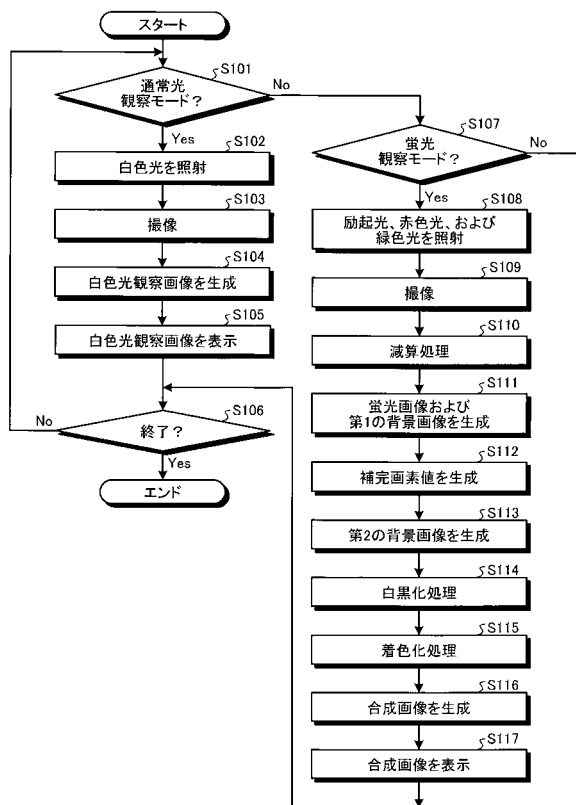 スタート
S101
通常光
観察モード?
No
Yes
S102
白色光を照射
S103
撮像
S104
白色光観察画像を生成
S105
白色光観察画像を表示
S106
終了?
No
Yes
エンド
S107
蛍光
観察モード?
No
Yes
S108
励起光、赤色光、および
緑色光を照射
S109
撮像
S110
減算処理
S111
蛍光画像および
第1の背景画像を生成
S112
補完画素値を生成
S113
第2の背景画像を生成
S114
白黒化処理
S115
着色化処理
S116
合成画像を生成
S117
合成画像を表示